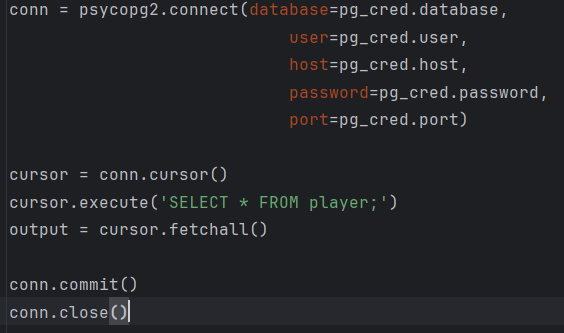 conn = psycopg2.connect(database=pg_cred.database,
                        user=pg_cred.user,
                        host=pg_cred.host,
                        password=pg_cred.password,
                        port=pg_cred.port)
cursor = conn.cursor()
cursor.execute('SELECT * FROM player;')
output = cursor.fetchall()
conn.commit()
conn.close()